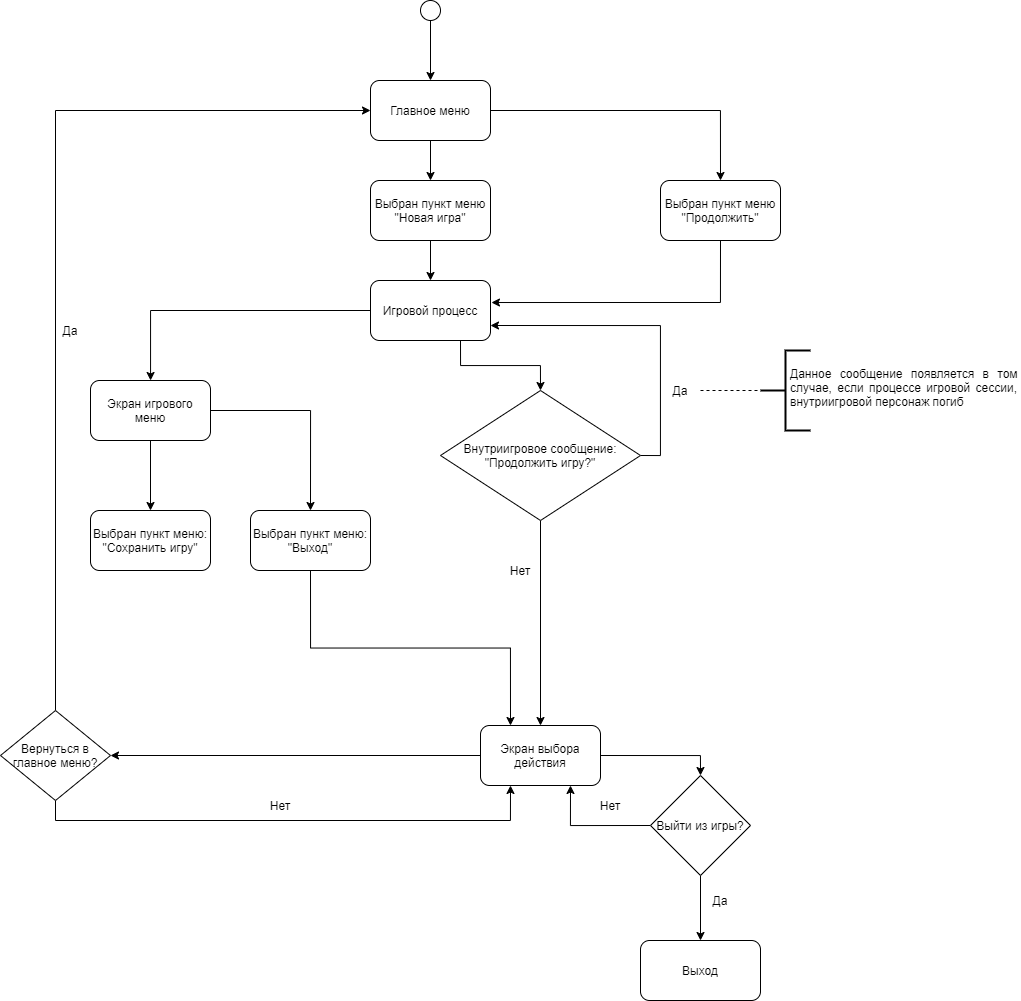 Главное меню
Выбран пункт меню
"Новая игра"
Выбран пункт меню
"Продолжить"
Игровой процесс
Да
Экран игрового
меню
Да
Данное сообщение появляется в том
случае, если процессе игровой сессии,
внутриигровой персонаж погиб
Внутриигровое сообщение:
"Продолжить игру?"
Выбран пункт меню:
"Сохранить игру"
Выбран пункт меню:
"Выход"
Нет
Вернуться в
главное меню?
Экран выбора
действия
Нет
Нет
Выйти из игры?
Да
Выход